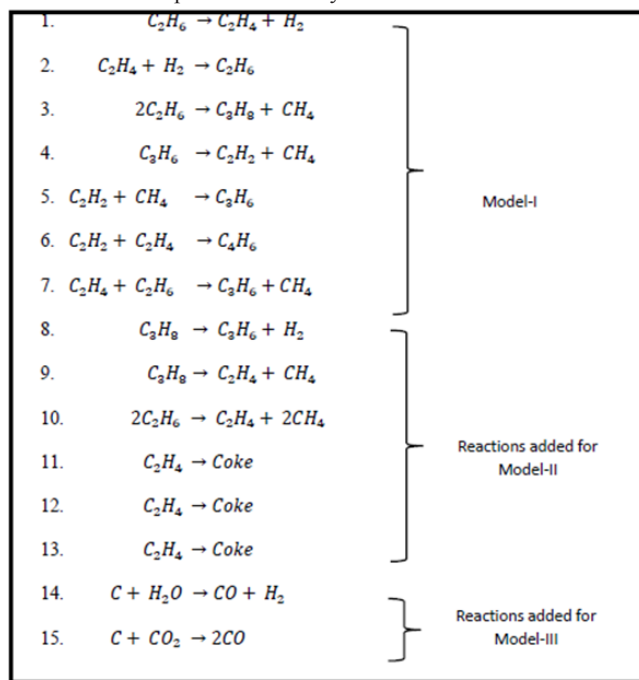 1. C₂H₆ → C₂H₄ + H₂
2. C₂H₄ + H₂ → C₂H₆
3. 2C₂H₆ → C₃H₈ + CH₄
4. C₃H₆ → C₂H₂ + CH₄
5. C₂H₂ + CH₄ → C₃H₆
Model-I
6. C₂H₂ + C₂H₄ → C₄H₆
7. C₂H₄ + C₂H₆ → C₃H₆ + CH₄
8. C₃H₈ → C₃H₆ + H₂
9. C₃H₈ → C₂H₄ + CH₄
10. 2C₂H₆ → C₂H₄ + 2CH₄
Reactions added for
Model-II
11. C₂H₄ → Coke
12. C₂H₄ → Coke
13. C₂H₄ → Coke
14. C + H₂O → CO + H₂
15. C + CO₂ → 2CO
Reactions added for
Model-III